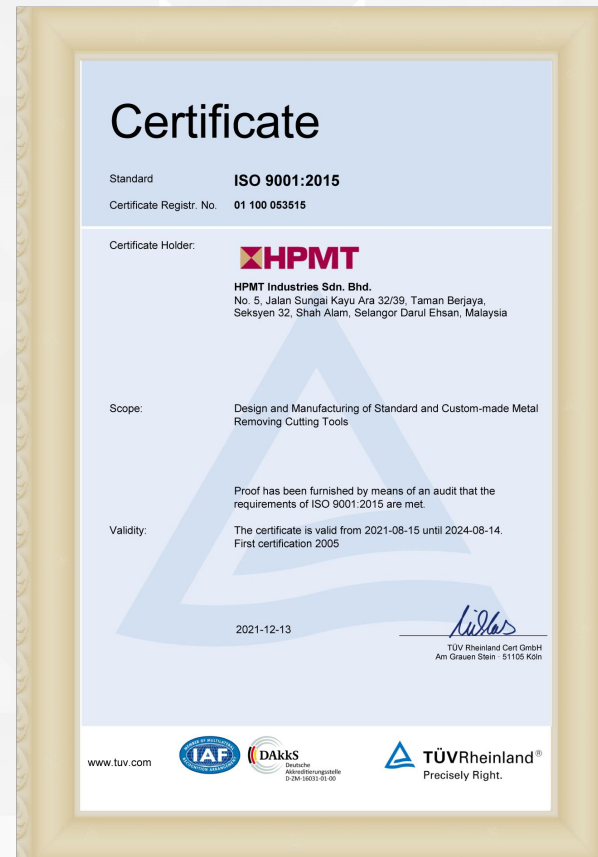 Certificate
Standard ISO 9001:2015
Certificate Registr. No. 01 100 053515
Certificate Holder:
HPMT
HPMT Industries Sdn. Bhd.
No. 5, Jalan Sungai Kayu Ara 32/39, Taman Berjaya,
Seksyen 32, Shah Alam, Selangor Darul Ehsan, Malaysia
Scope: Design and Manufacturing of Standard and Custom-made Metal
Removing Cutting Tools
Proof has been furnished by means of an audit that the
requirements of ISO 9001:2015 are met.
Validity: The certificate is valid from 2021-08-15 until 2024-08-14.
First certification 2005
2021-12-13
TÜV Rheinland Cert GmbH
Am Grauen Stein · 51105 Köln
www.tuv.com
MEMBER OF MULTILATERAL
RECOGNITION ARRANGEMENT
IAF
DAkkS
Deutsche
Akkreditierungsstelle
D-ZM-16031-01-00
TÜVRheinland®
Precisely Right.